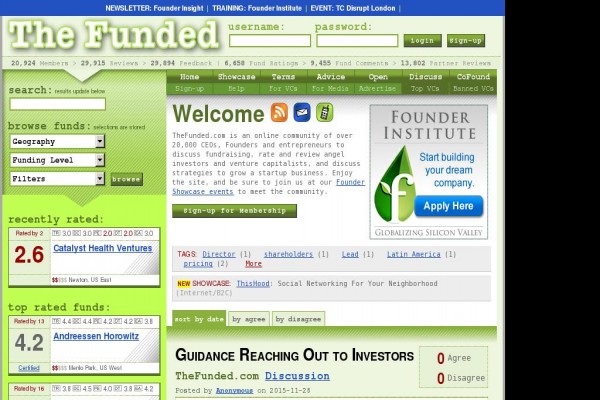 NEWSLETTER: Founder Insight | TRAINING: Founder Institute | EVENT: TC Disrupt London |
The Funded
username:
password:
login
sign-up
20,924 Members > 29,915 Reviews > 29,894 Feedback | 6,658 Fund Ratings > 9,455 Fund Comments > 13,802 Partner Reviews
Home Showcase Terms Advice Open Discuss CoFound
Sign-up Help For VCs For Media Advertise Top VCs Banned VCs
search: results update below
browse funds: selections are stored
Geography
Funding Level
Filters
browse
recently rated:
Rated by 2
3.0 3.0 2.0 2.0 3.0
2.6
Catalyst Health Ventures
$$$$$ Newton, US East
top rated funds:
Rated by 13
4.4 4.4 4.2 4.2 3.8
4.2
Andreessen Horowitz
Certified
$$$$$ Menlo Park, US West
Rated by 16
3.8 4.5 4.0 3.8 3.8
Welcome
TheFunded.com is an online community of over
20,000 CEOs, Founders and entrepreneurs to
discuss fundraising, rate and review angel
investors and venture capitalists, and discuss
strategies to grow a startup business. Enjoy
the site, and be sure to join us at our Founder
Showcase events to meet the community.
sign-up for Membership
FOUNDER
INSTITUTE
Start building
your dream
company.
f
Apply Here
GLOBALIZING SILICON VALLEY
TAGS: Director (1) shareholders (1) Lead (1) Latin America (1)
pricing (2) More
NEW SHOWCASE: ThisHood: Social Networking For Your Neighborhood
(Internet/B2C)
sort by date
by agree
by disagree
GUIDANCE REACHING OUT TO INVESTORS
TheFunded.com Discussion
Posted by Anonymous on 2015-11-28
0 Agree
0 Disagree